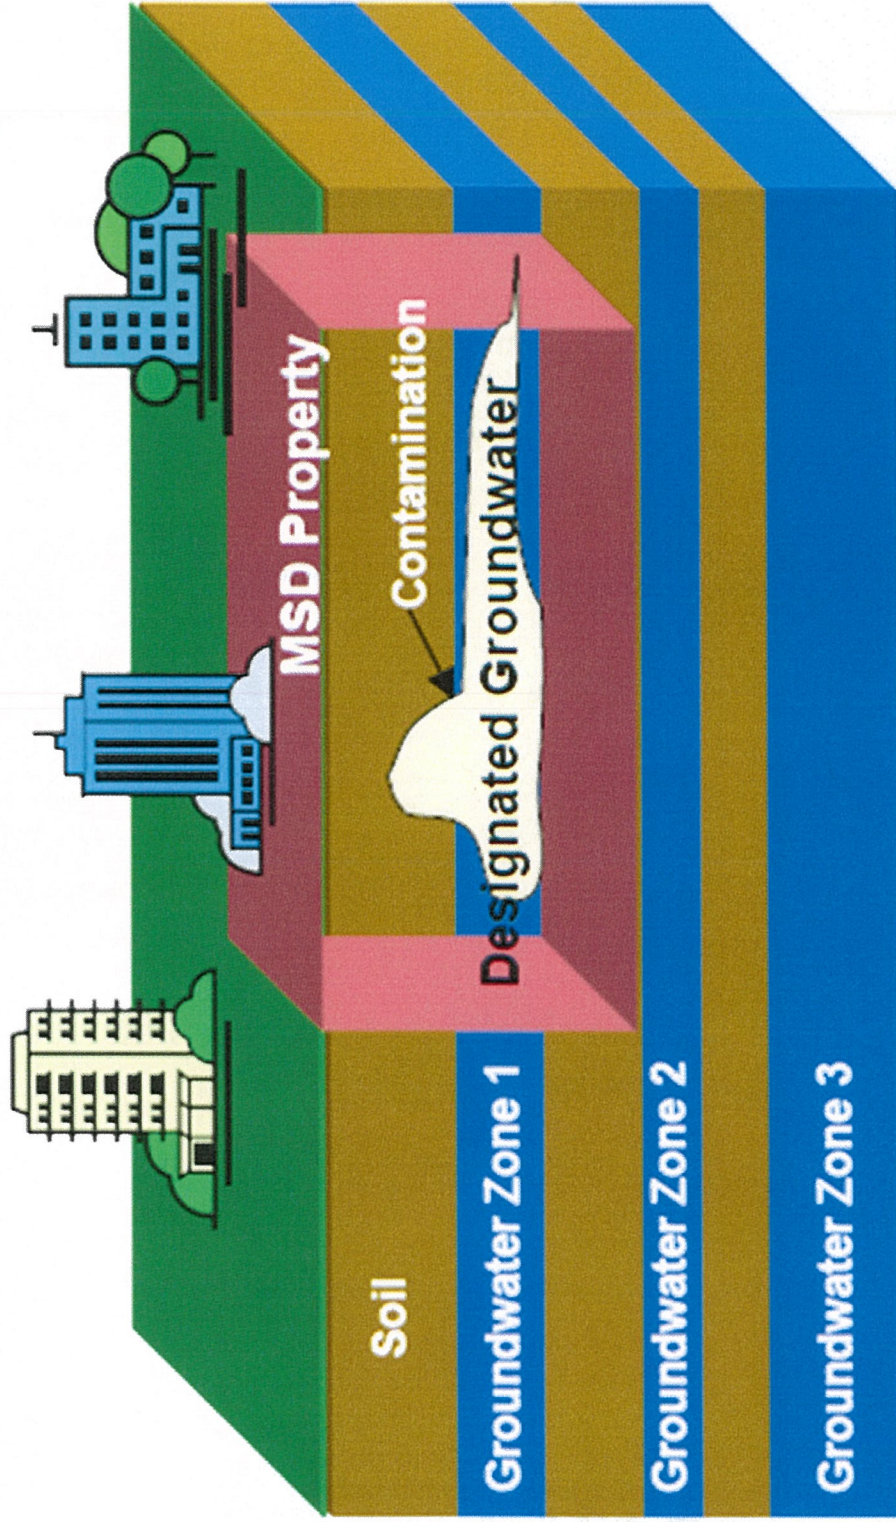 MSD Property
Contamination
Designated Groundwater
Soil
Groundwater Zone 1
Groundwater Zone 2
Groundwater Zone 3